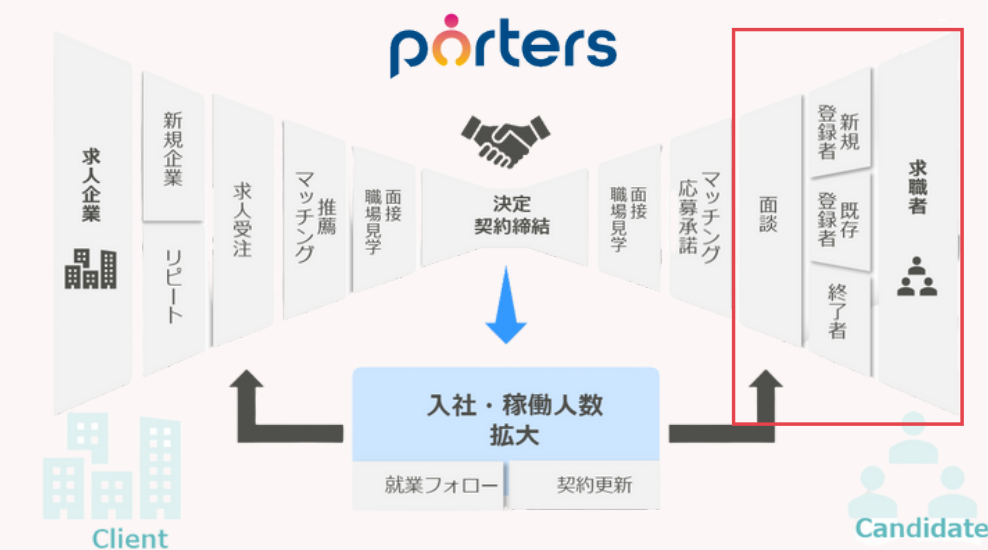 porters
求人企業
新規企業
リピート
求人受注
推薦
マッチング
面接
職場見学
決定
契約締結
面接
職場見学
マッチング
応募承諾
面談
新規
登録者
既存
登録者
終了者
求職者
入社・稼働人数
拡大
就業フォロー
契約更新
Client
Candidate